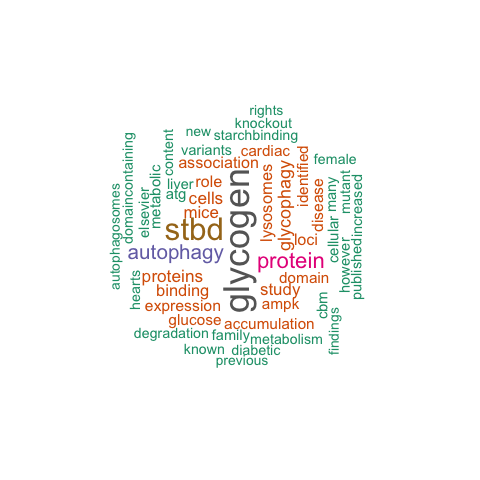 rights
knockout
new
starchbinding
variants
cardiac
association
female
content
metabolic
liver
role
atg
cells
mice
elsevier
domaincontaining
autophagosomes
stbd
autophagy
glycogen
lysosomes
glycophagy
identified
disease
loci
many
cellular
mutant
increased
published
however
protein
domain
hearts
proteins
binding
study
expression
ampk
cbm
glucose
accumulation
findings
degradation
family
metabolism
known
diabetic
previous